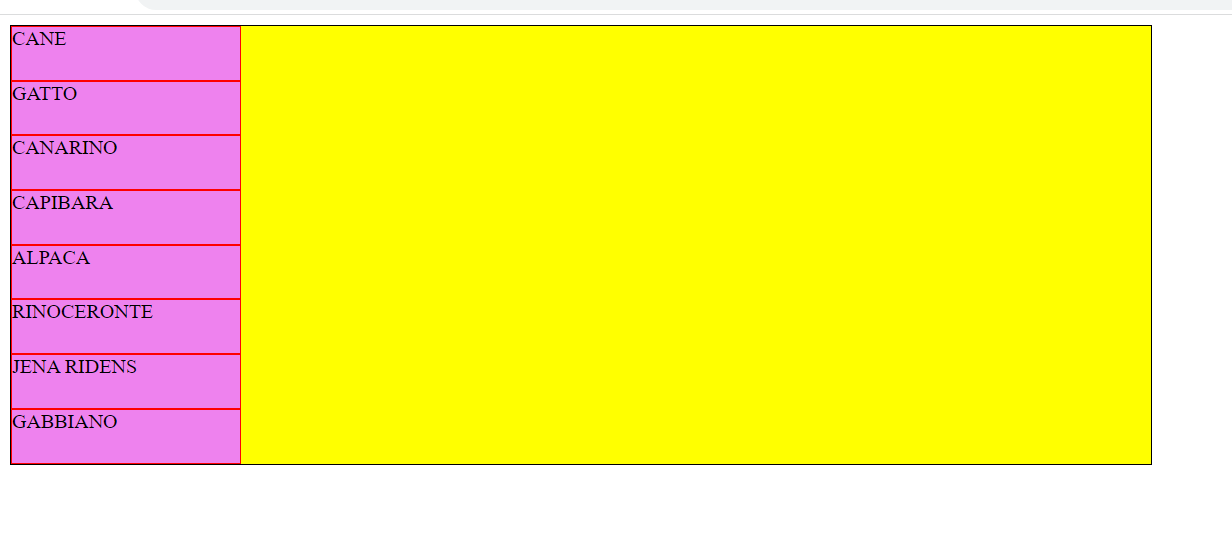 CANE
GATTO
CANARINO
CAPIBARA
ALPACA
RINOCERONTE
JENA RIDENS
GABBIANO